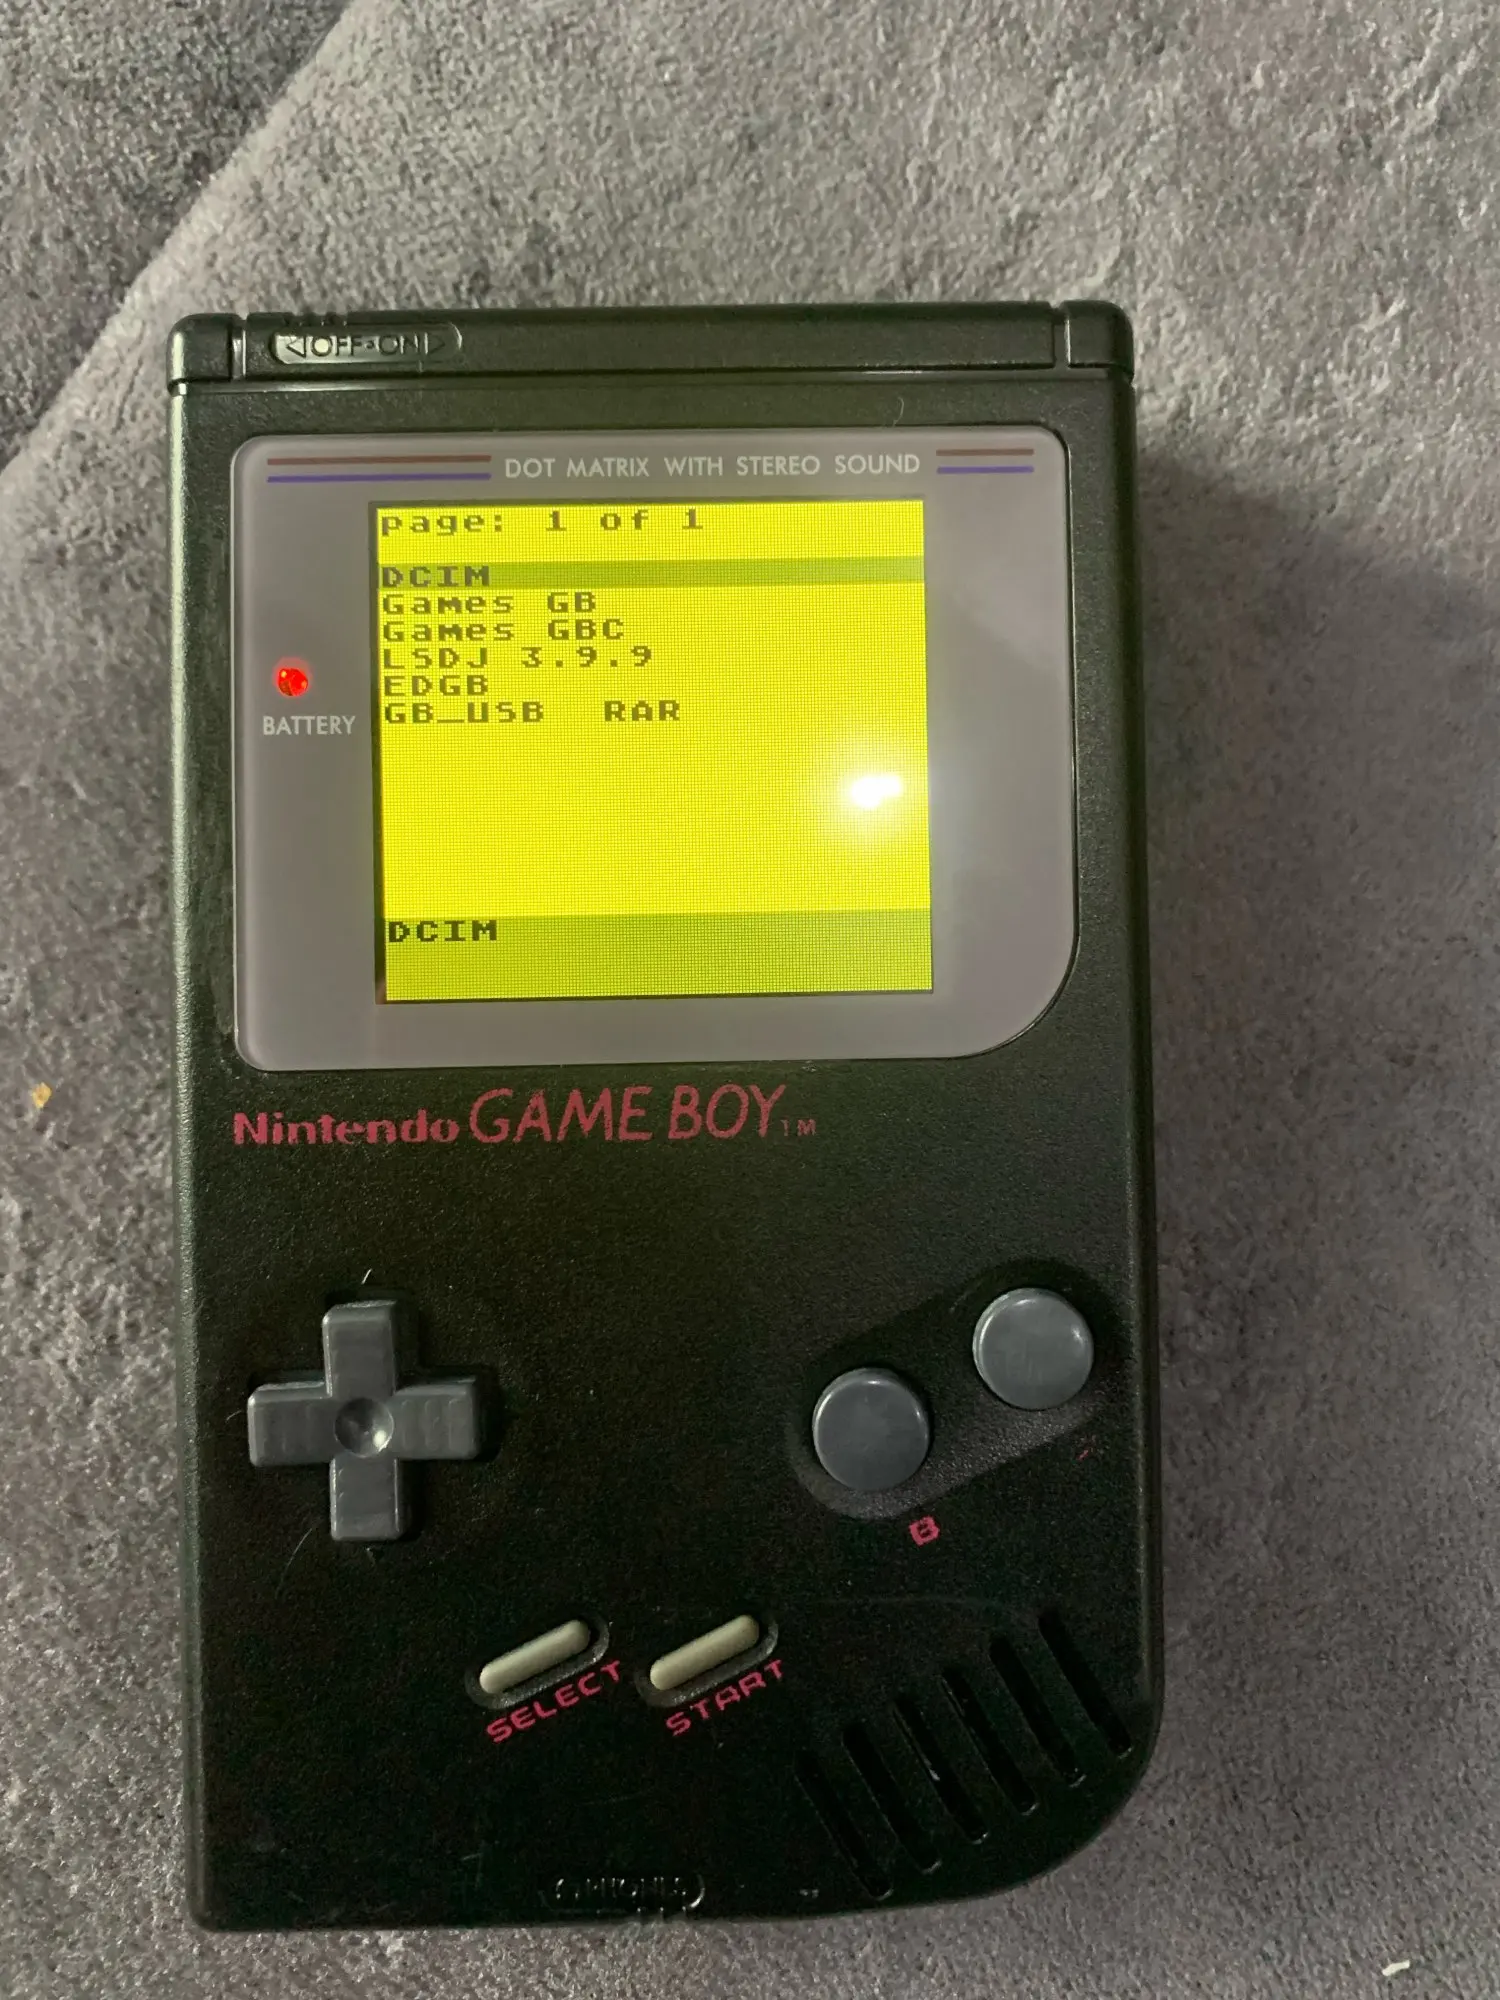 ◁OFF•ON▷
DOT MATRIX WITH STEREO SOUND
page: 1 of 1
DCIM
Games GB
Games GBC
LSDJ 3.9.9
EDGB
GB_USB RAR
BATTERY
DCIM
Nintendo GAME BOY TM
B
SELECT
START